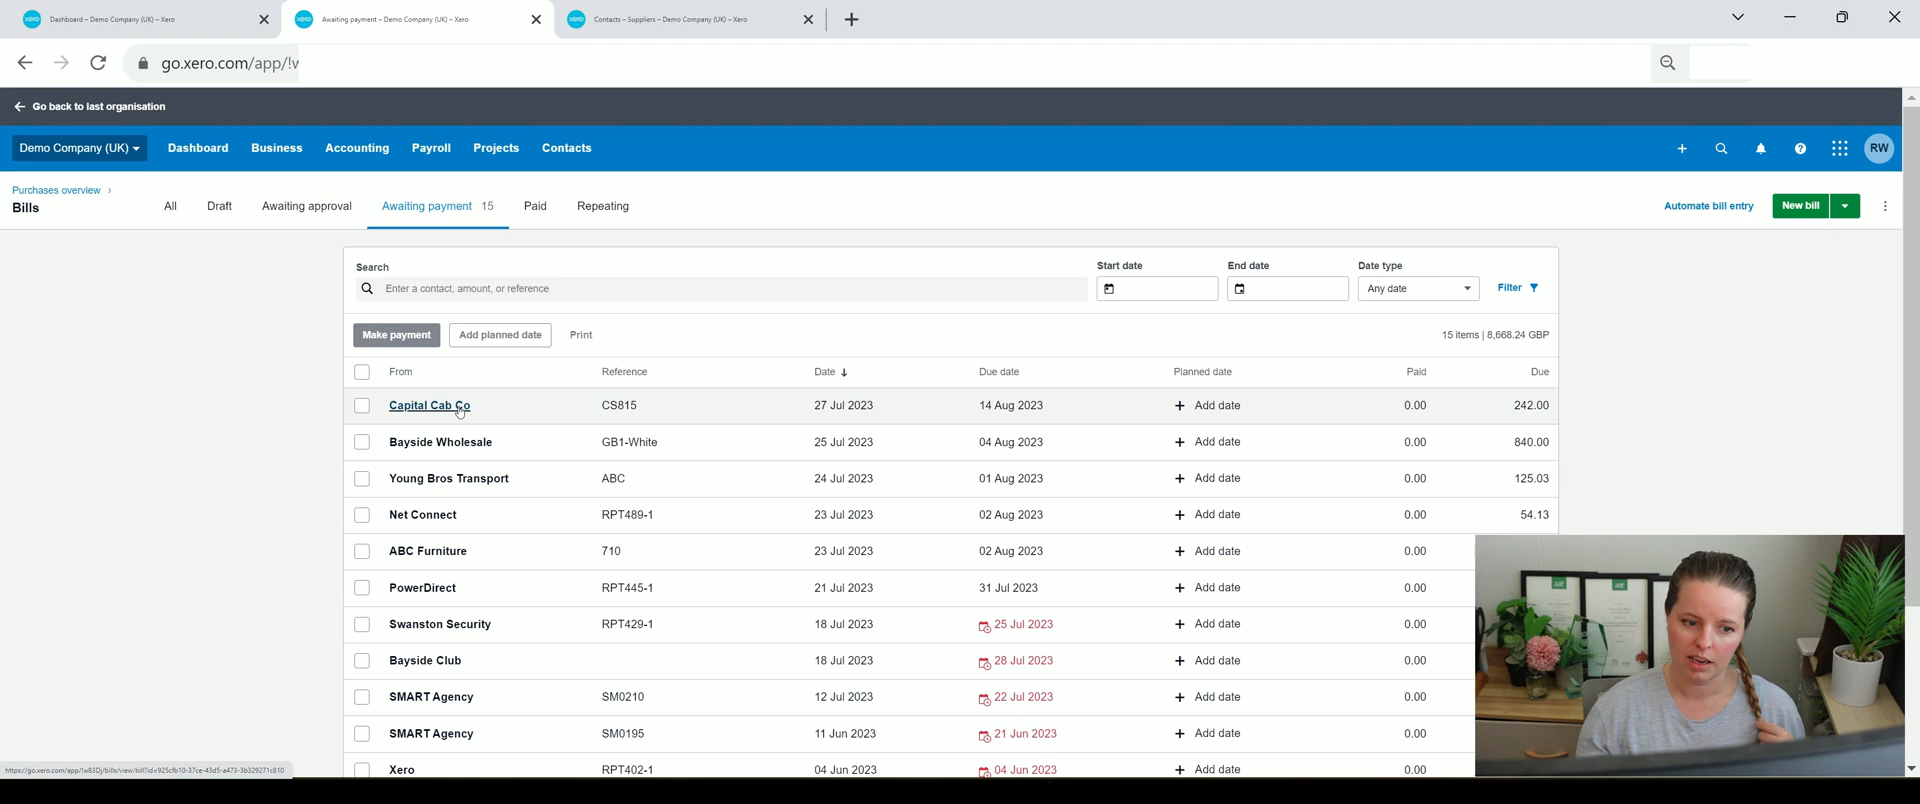 Dashboard – Demo Company (UK) – Xero
Awaiting payment – Demo Company (UK) – Xero
Contacts – Suppliers – Demo Company (UK) – Xero
go.xero.com/app/!w
Go back to last organisation
Demo Company (UK) Dashboard Business Accounting Payroll Projects Contacts RW
Purchases overview ›
Bills
All Draft Awaiting approval Awaiting payment 15 Paid Repeating Automate bill entry New bill
Search Start date End date Date type
Enter a contact, amount, or reference Any date Filter
Make payment Add planned date Print 15 items | 8,668.24 GBP
From Reference Date Due date Planned date Paid Due
Capital Cab Co CS815 27 Jul 2023 14 Aug 2023 + Add date 0.00 242.00
Bayside Wholesale GB1-White 25 Jul 2023 04 Aug 2023 + Add date 0.00 840.00
Young Bros Transport ABC 24 Jul 2023 01 Aug 2023 + Add date 0.00 125.03
Net Connect RPT489-1 23 Jul 2023 02 Aug 2023 + Add date 0.00 54.13
ABC Furniture 710 23 Jul 2023 02 Aug 2023 + Add date 0.00
PowerDirect RPT445-1 21 Jul 2023 31 Jul 2023 + Add date 0.00
Swanston Security RPT429-1 18 Jul 2023 25 Jul 2023 + Add date 0.00
Bayside Club 18 Jul 2023 28 Jul 2023 + Add date 0.00
SMART Agency SM0210 12 Jul 2023 22 Jul 2023 + Add date 0.00
SMART Agency SM0195 11 Jun 2023 21 Jun 2023 + Add date 0.00
Xero RPT402-1 04 Jun 2023 04 Jun 2023 + Add date 0.00